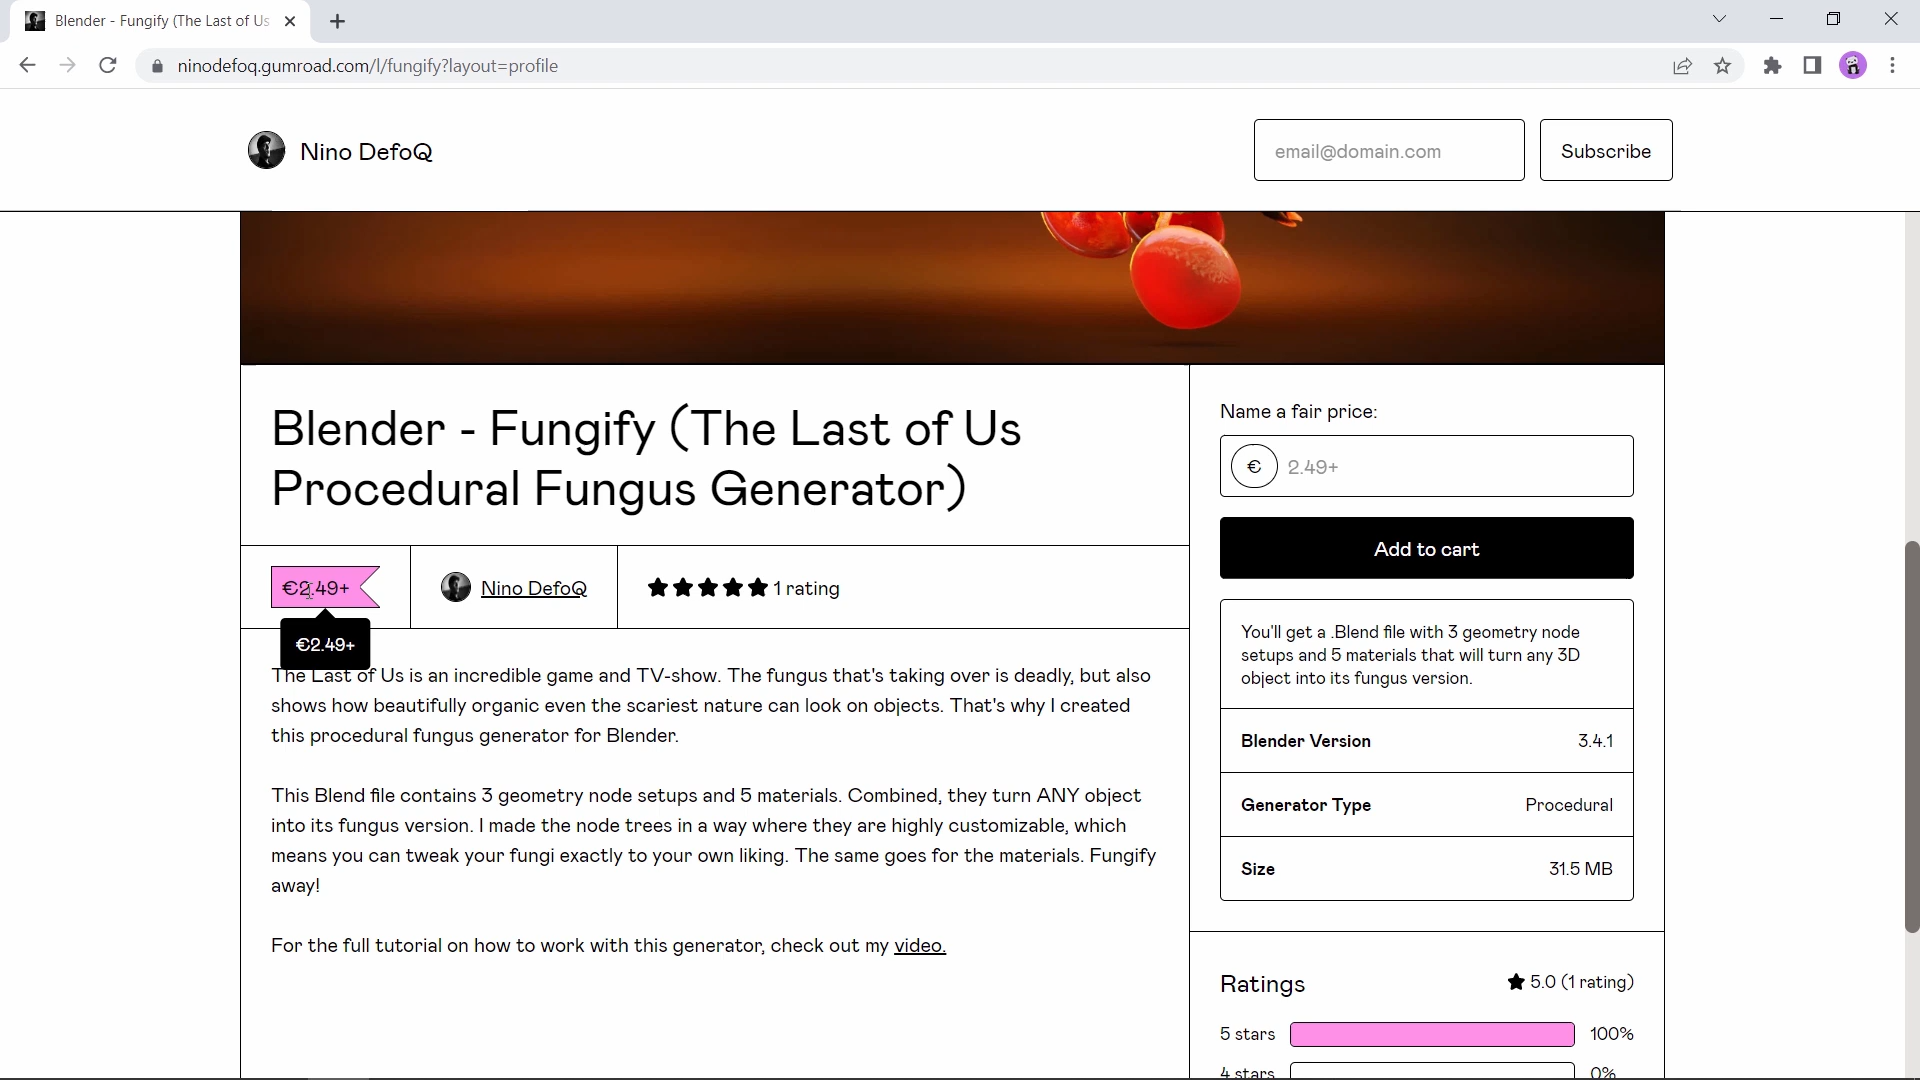 Blender - Fungify (The Last of Us
ninodefoq.gumroad.com/l/fungify?layout=profile
Nino DefoQ
email@domain.com
Subscribe
Blender - Fungify (The Last of Us
Procedural Fungus Generator)
€2.49+
Nino DefoQ
1 rating
€2.49+
The Last of Us is an incredible game and TV-show. The fungus that's taking over is deadly, but also
shows how beautifully organic even the scariest nature can look on objects. That's why I created
this procedural fungus generator for Blender.
This Blend file contains 3 geometry node setups and 5 materials. Combined, they turn ANY object
into its fungus version. I made the node trees in a way where they are highly customizable, which
means you can tweak your fungi exactly to your own liking. The same goes for the materials. Fungify
away!
For the full tutorial on how to work with this generator, check out my video.
Name a fair price:
€ 2.49+
Add to cart
You'll get a .Blend file with 3 geometry node
setups and 5 materials that will turn any 3D
object into its fungus version.
Blender Version 3.4.1
Generator Type Procedural
Size 31.5 MB
Ratings 5.0 (1 rating)
5 stars 100%
4 stars 0%